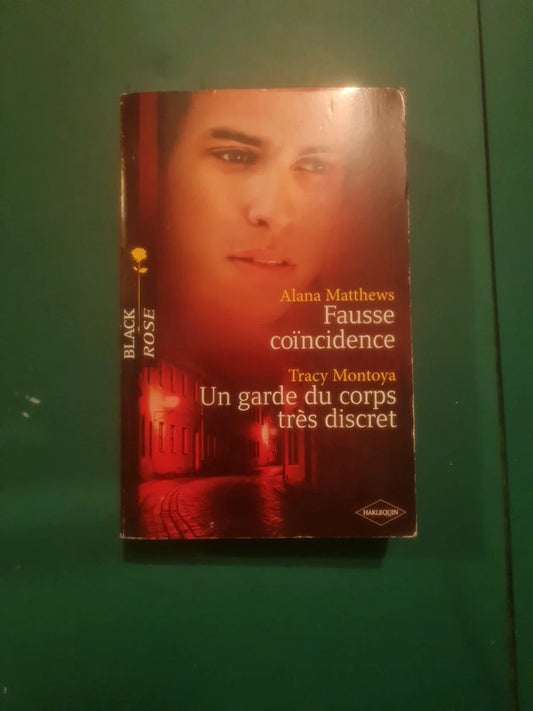 Alana Matthews
Fausse
coïncidence
Tracy Montoya
Un garde du corps
très discret
BLACK
ROSE
HARLEQUIN